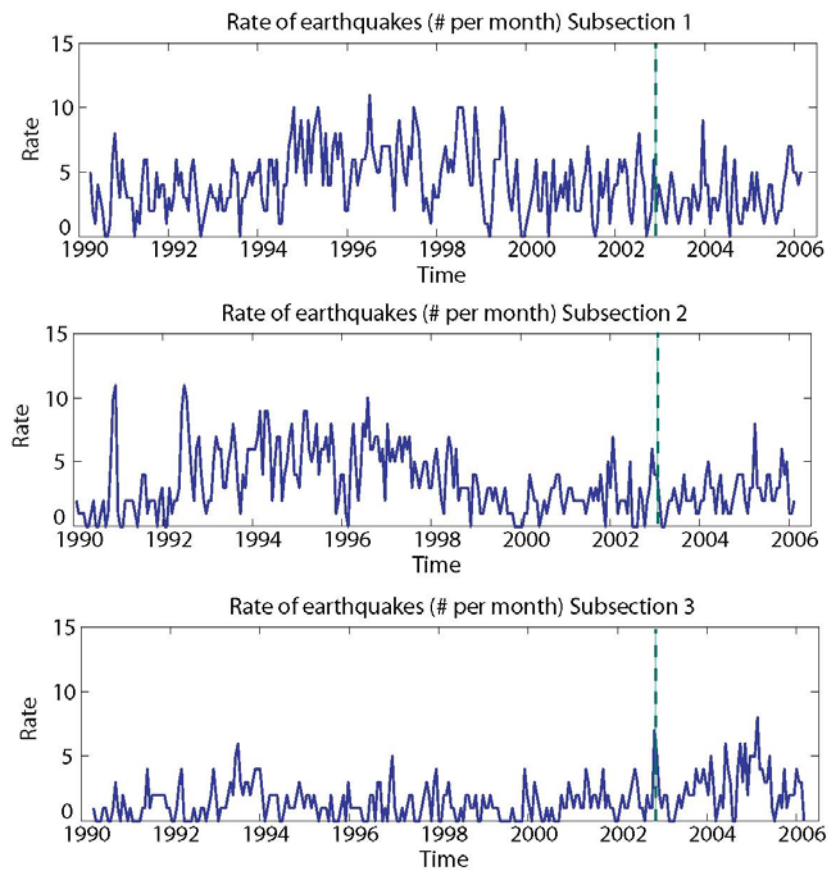 Rate of earthquakes (# per month) Subsection 1
15
10
5
0
Rate
1990 1992 1994 1996 1998 2000 2002 2004 2006
Time
Rate of earthquakes (# per month) Subsection 2
15
10
5
0
Rate
1990 1992 1994 1996 1998 2000 2002 2004 2006
Time
Rate of earthquakes (# per month) Subsection 3
15
10
5
0
Rate
1990 1992 1994 1996 1998 2000 2002 2004 2006
Time